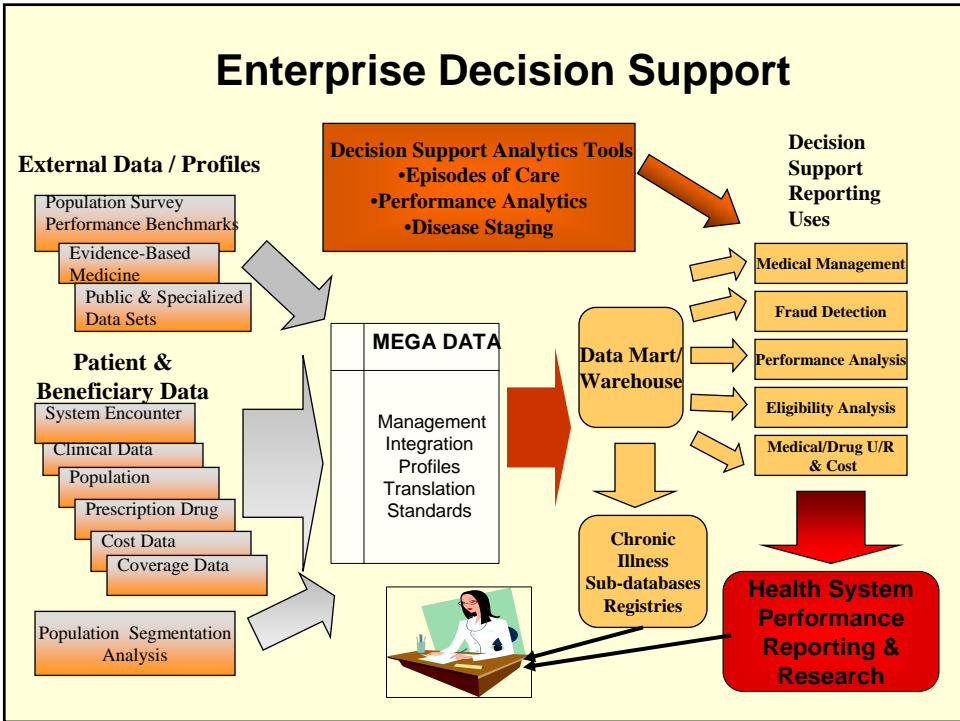 Enterprise Decision Support
External Data / Profiles
Population Survey
Performance Benchmarks
Evidence-Based
Medicine
Public & Specialized
Data Sets
Patient &
Beneficiary Data
System Encounter
Clinical Data
Population
Prescription Drug
Cost Data
Coverage Data
Population Segmentation
Analysis
Decision Support Analytics Tools
•Episodes of Care
•Performance Analytics
•Disease Staging
MEGA DATA
Management
Integration
Profiles
Translation
Standards
Data Mart/
Warehouse
Chronic
Illness
Sub-databases
Registries
Decision
Support
Reporting
Uses
Medical Management
Fraud Detection
Performance Analysis
Eligibility Analysis
Medical/Drug U/R
& Cost
Health System
Performance
Reporting &
Research